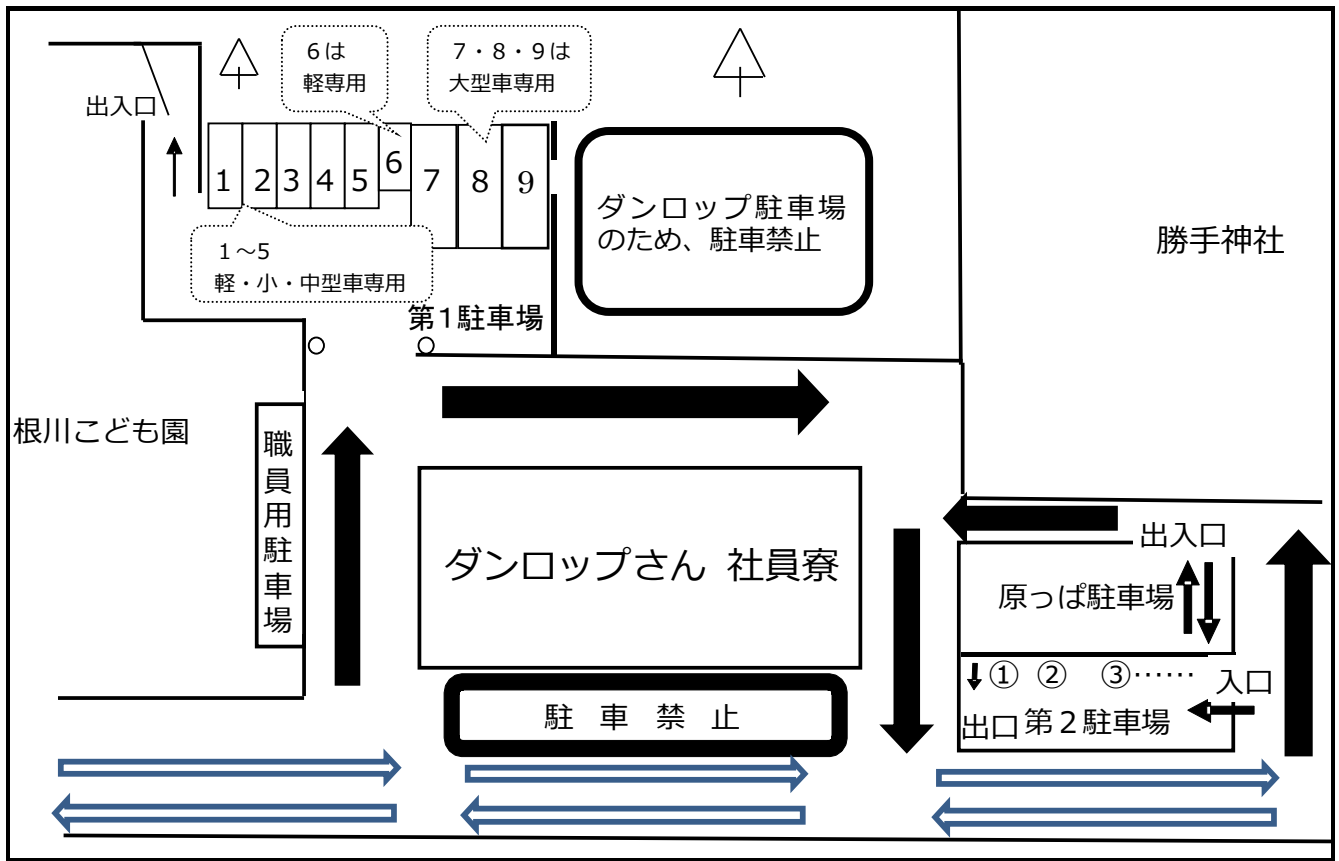 6は
軽専用
7・8・9は
大型車専用
出入口
1
2
3
4
5
6
7
8
9
1～5
軽・小・中型車専用
第1駐車場
ダンロップ駐車場
のため、駐車禁止
勝手神社
根川こども園
職員用駐車場
ダンロップさん 社員寮
駐車禁止
出入口
原っぱ駐車場
① ② ③……
入口
出口
第2駐車場